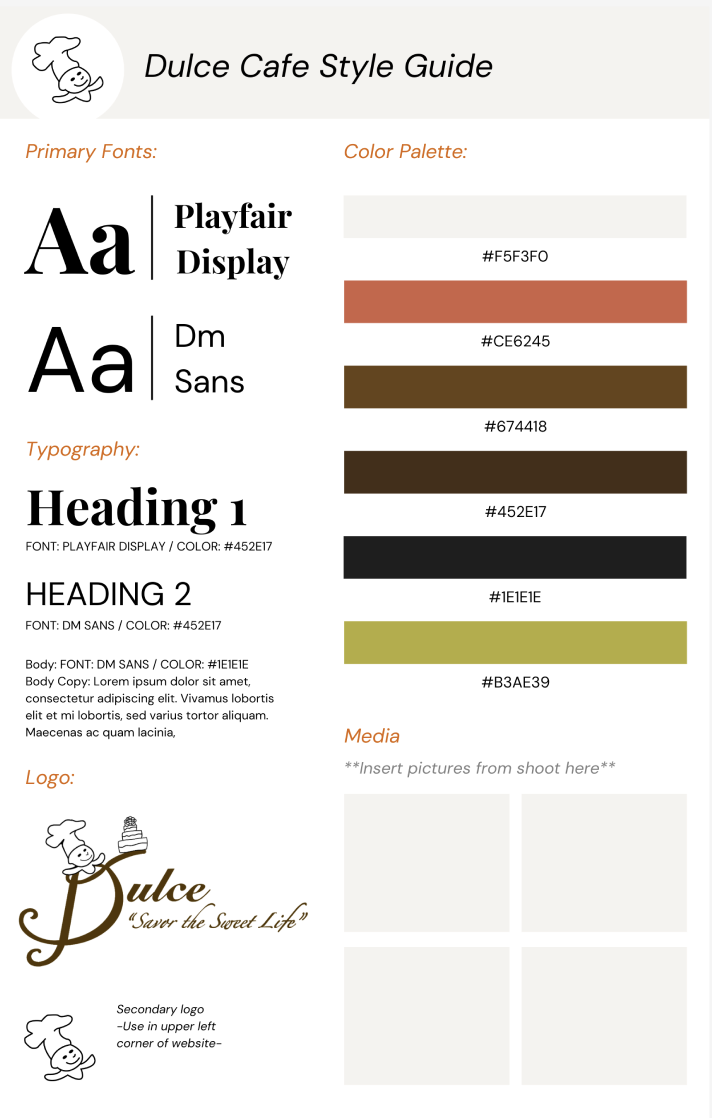 Dulce Cafe Style Guide
Primary Fonts:
Aa
Playfair
Display
Aa
Dm
Sans
Typography:
Heading 1
FONT: PLAYFAIR DISPLAY / COLOR: #452E17
HEADING 2
FONT: DM SANS / COLOR: #452E17
Body: FONT: DM SANS / COLOR: #1E1E1E
Body Copy: Lorem ipsum dolor sit amet,
consectetur adipiscing elit. Vivamus lobortis
elit et mi lobortis, sed varius tortor aliquam.
Maecenas ac quam lacinia,
Logo:
Dulce
“Savor the Sweet Life”
Secondary logo
-Use in upper left
corner of website-
Color Palette:
#F5F3F0
#CE6245
#674418
#452E17
#1E1E1E
#B3AE39
Media
**Insert pictures from shoot here**